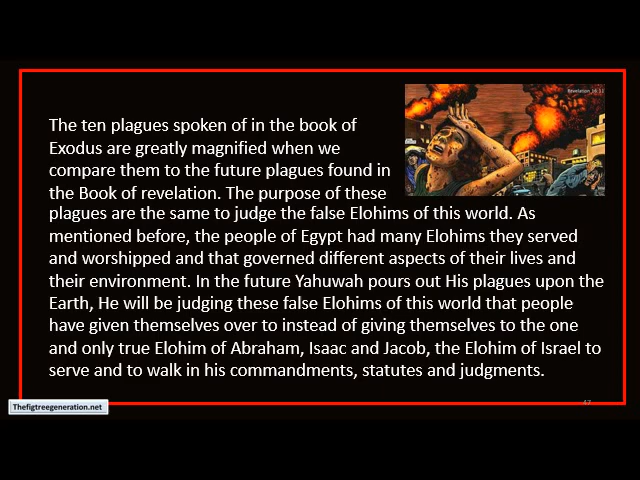 Revelation 16:11
The ten plagues spoken of in the book of
Exodus are greatly magnified when we
compare them to the future plagues found in
the Book of revelation. The purpose of these
plagues are the same to judge the false Elohims of this world. As
mentioned before, the people of Egypt had many Elohims they served
and worshipped and that governed different aspects of their lives and
their environment. In the future Yahuwah pours out His plagues upon the
Earth, He will be judging these false Elohims of this world that people
have given themselves over to instead of giving themselves to the one
and only true Elohim of Abraham, Isaac and Jacob, the Elohim of Israel to
serve and to walk in his commandments, statutes and judgments.
47
Thefigtreegeneration.net